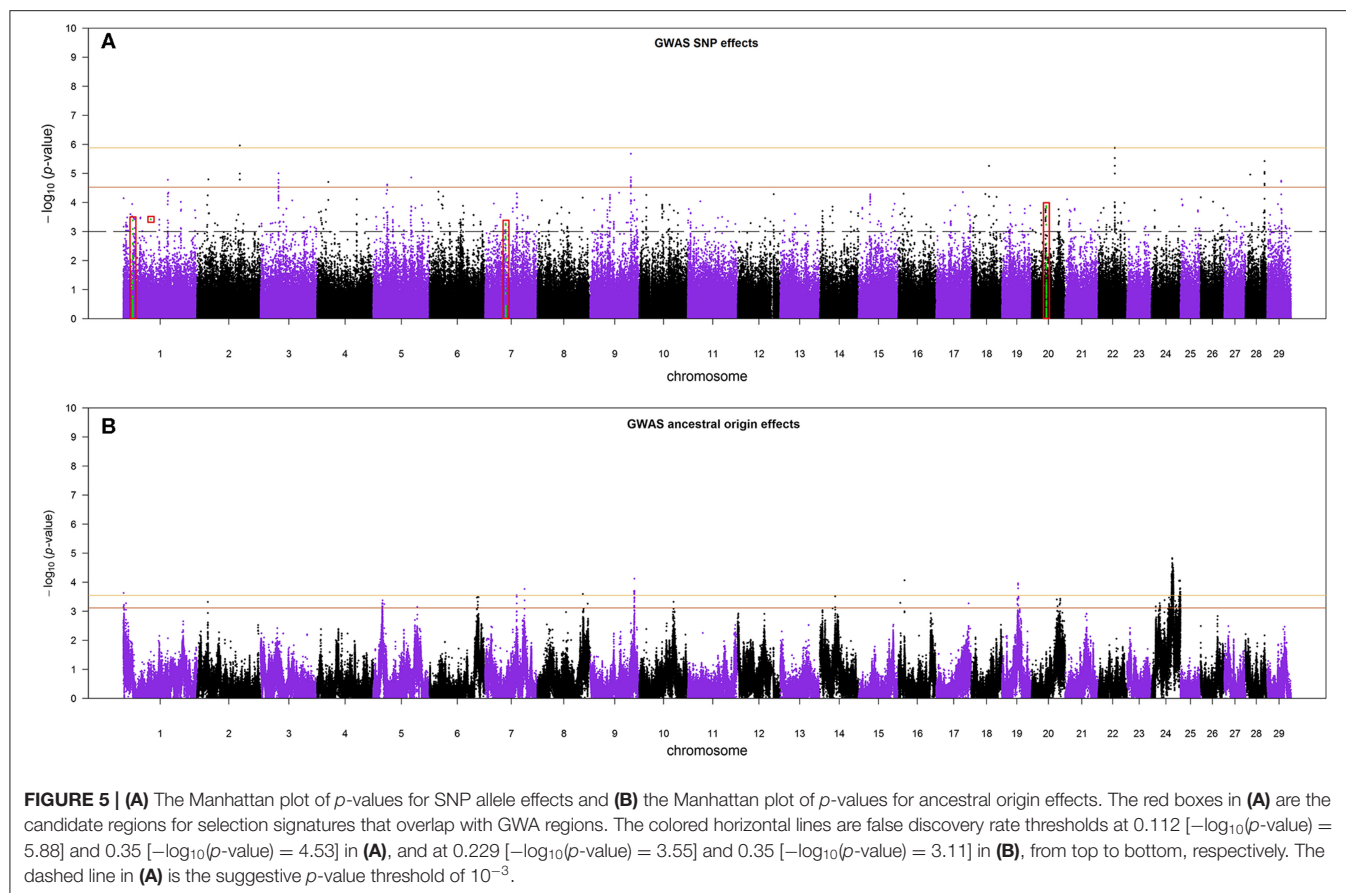 A
GWAS SNP effects
10
9
8
7
6
5
4
3
2
1
0
−log10 (p-value)
1 2 3 4 5 6 7 8 9 10 11 12 13 14 15 16 17 18 19 20 21 22 23 24 25 26 27 28 29
chromosome
B
GWAS ancestral origin effects
10
9
8
7
6
5
4
3
2
1
0
−log10 (p-value)
1 2 3 4 5 6 7 8 9 10 11 12 13 14 15 16 17 18 19 20 21 22 23 24 25 26 27 28 29
chromosome
FIGURE 5 | (A) The Manhattan plot of p-values for SNP allele effects and (B) the Manhattan plot of p-values for ancestral origin effects. The red boxes in (A) are the
candidate regions for selection signatures that overlap with GWA regions. The colored horizontal lines are false discovery rate thresholds at 0.112 [−log10(p-value) =
5.88] and 0.35 [−log10(p-value) = 4.53] in (A), and at 0.229 [−log10(p-value) = 3.55] and 0.35 [−log10(p-value) = 3.11] in (B), from top to bottom, respectively. The
dashed line in (A) is the suggestive p-value threshold of 10−3.